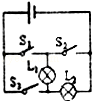 S₁ S₂
L₁ L₂
S₃